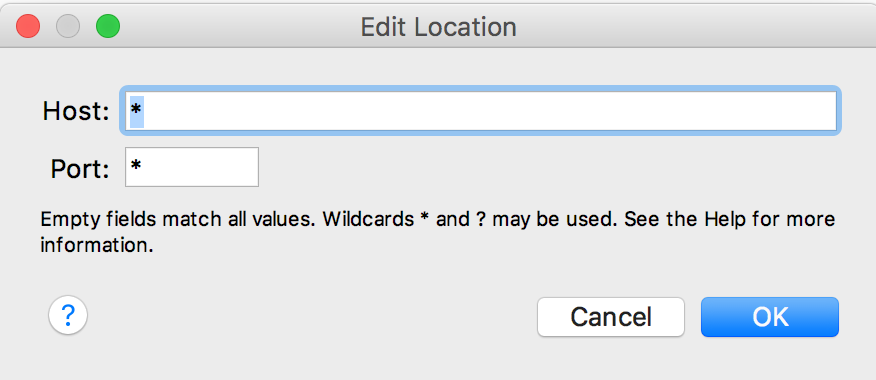 Edit Location
Host: *
Port: *
Empty fields match all values. Wildcards * and ? may be used. See the Help for more
information.
? Cancel OK